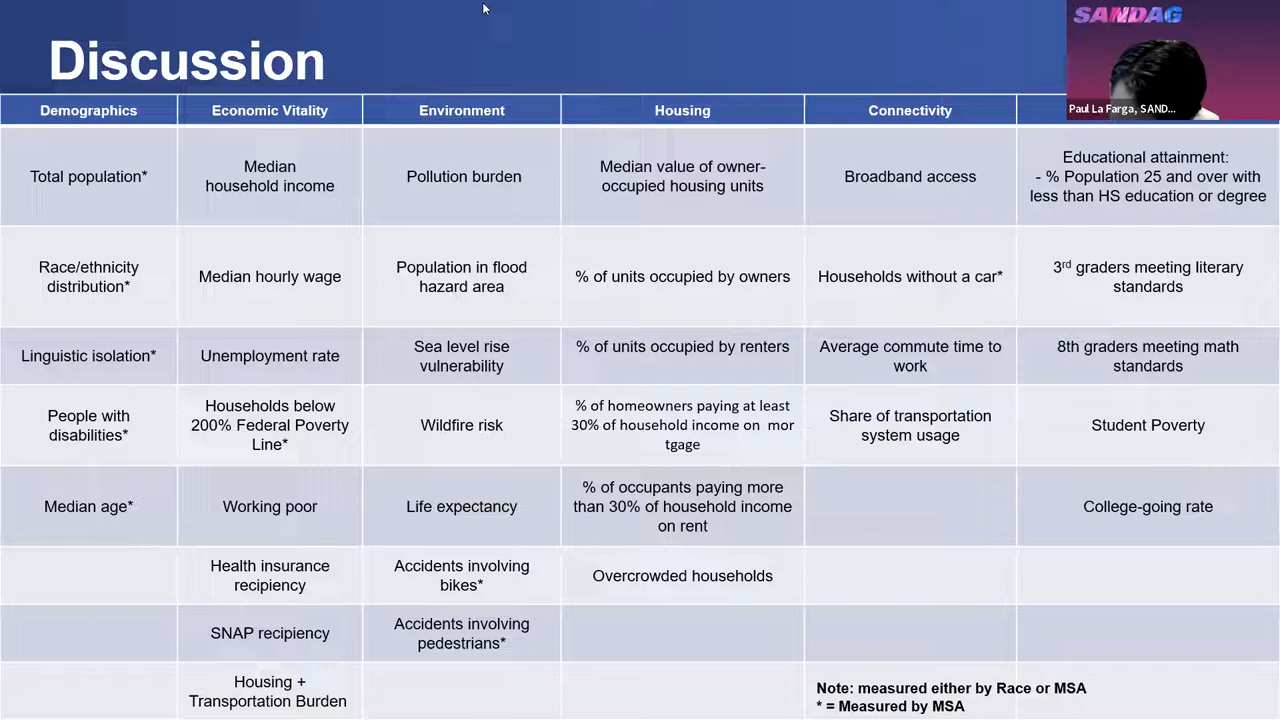 SANDAG
Paul La Farga, SAND...
Discussion
Demographics
Economic Vitality
Environment
Housing
Connectivity
Total population*
Median
household income
Pollution burden
Median value of owner-
occupied housing units
Broadband access
Educational attainment:
- % Population 25 and over with
less than HS education or degree
Race/ethnicity
distribution*
Median hourly wage
Population in flood
hazard area
% of units occupied by owners
Households without a car*
3rd graders meeting literary
standards
Linguistic isolation*
Unemployment rate
Sea level rise
vulnerability
% of units occupied by renters
Average commute time to
work
8th graders meeting math
standards
People with
disabilities*
Households below
200% Federal Poverty
Line*
Wildfire risk
% of homeowners paying at least
30% of household income on mor
tgage
Share of transportation
system usage
Student Poverty
Median age*
Working poor
Life expectancy
% of occupants paying more
than 30% of household income
on rent
College-going rate
Health insurance
recipiency
Accidents involving
bikes*
Overcrowded households
SNAP recipiency
Accidents involving
pedestrians*
Housing +
Transportation Burden
Note: measured either by Race or MSA
* = Measured by MSA